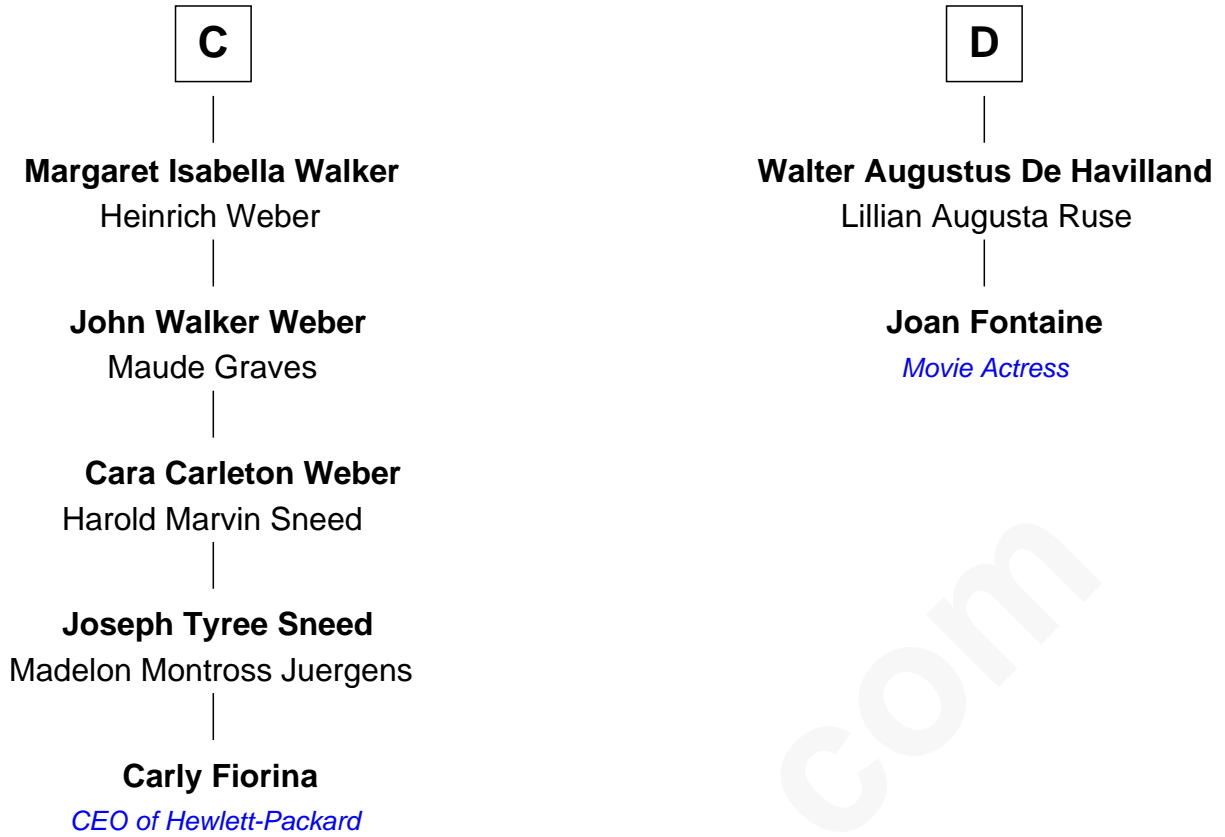 C
Margaret Isabella Walker
Heinrich Weber
John Walker Weber
Maude Graves
Cara Carleton Weber
Harold Marvin Sneed
Joseph Tyree Sneed
Madelon Montross Juergens
Carly Fiorina
CEO of Hewlett-Packard
D
Walter Augustus De Havilland
Lillian Augusta Ruse
Joan Fontaine
Movie Actress
com